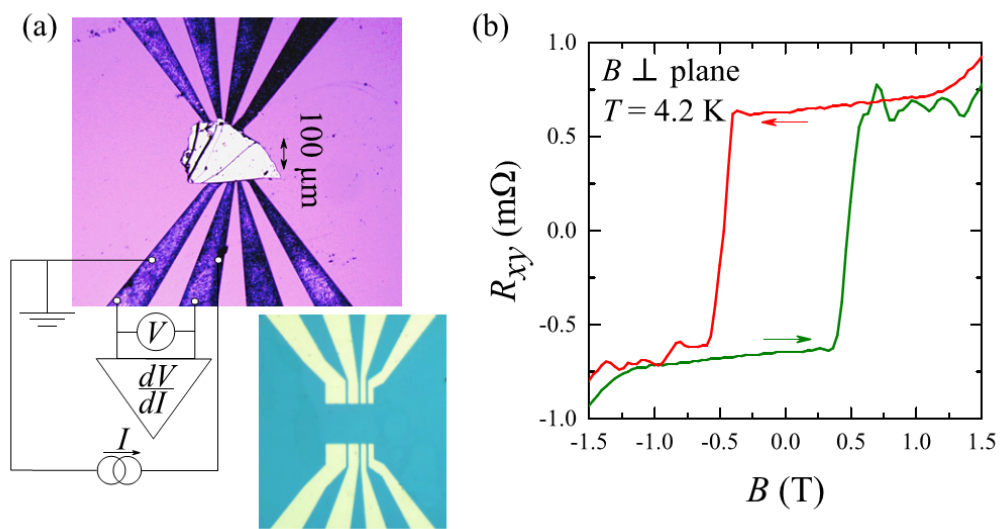 (a)
100 μm
V
dV
dI
I
(b)
B ⊥ plane
T = 4.2 K
R_xy (mΩ)
1.0
0.5
0.0
-0.5
-1.0
-1.5 -1.0 -0.5 0.0 0.5 1.0 1.5
B (T)